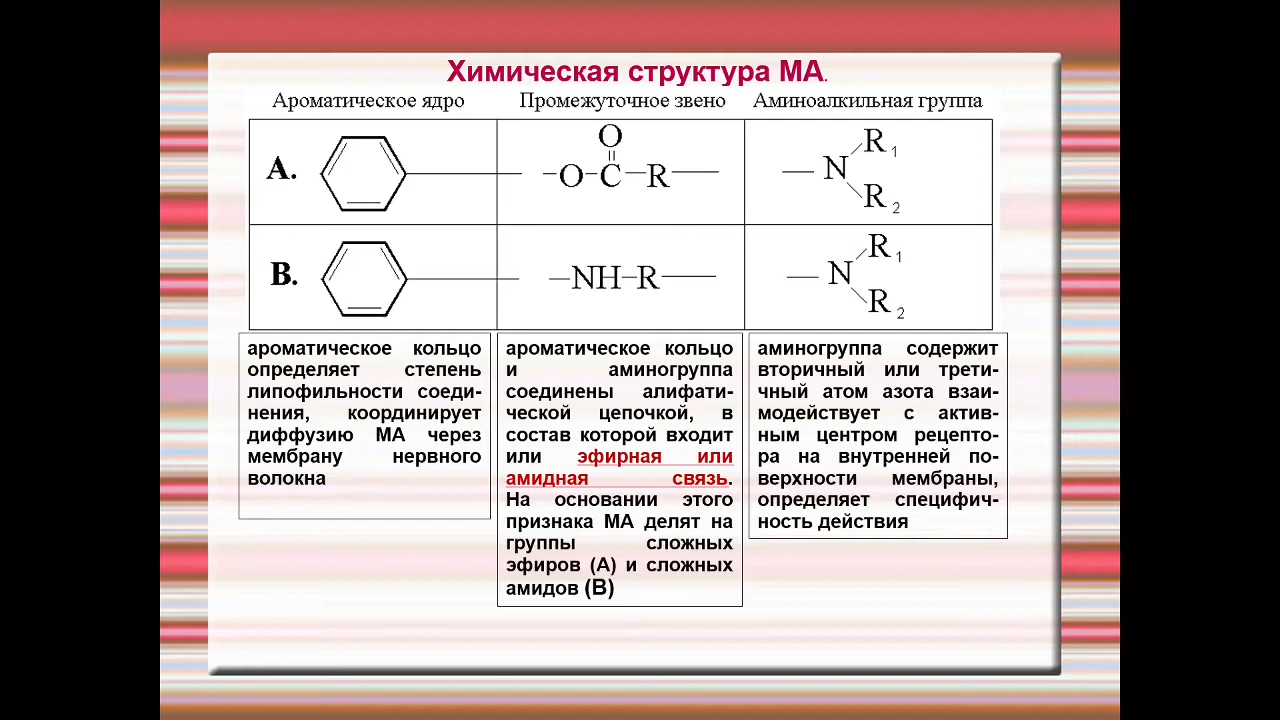 Химическая структура МА.
Ароматическое ядро Промежуточное звено Аминоалкильная группа
A. –O–C–R— —N
O
R1
R2
B. —NH–R— —N
R1
R2
ароматическое кольцо
определяет степень
липофильности соеди-
нения, координирует
диффузию МА через
мембрану нервного
волокна
ароматическое кольцо
и аминогруппа
соединены алифати-
ческой цепочкой, в
состав которой входит
или эфирная или
амидная связь.
На основании этого
признака МА делят на
группы сложных
эфиров (А) и сложных
амидов (В)
аминогруппа содержит
вторичный или трети-
чный атом азота взаи-
модействует с актив-
ным центром рецепто-
ра на внутренней по-
верхности мембраны,
определяет специфич-
ность действия